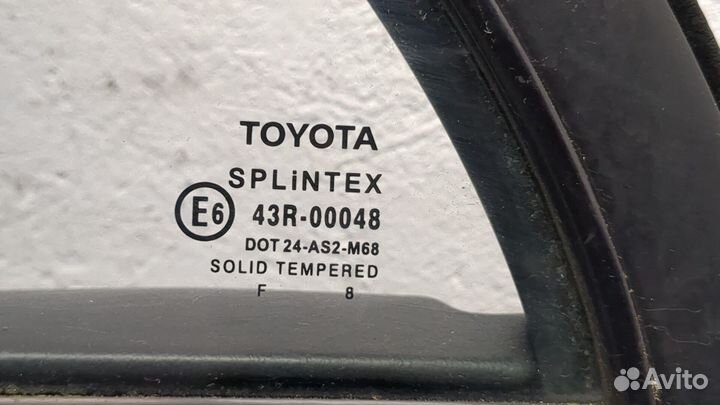 TOYOTA
SPLiNTEX
E6 43R-00048
DOT 24-AS2-M68
SOLID TEMPERED
F 8
Avito